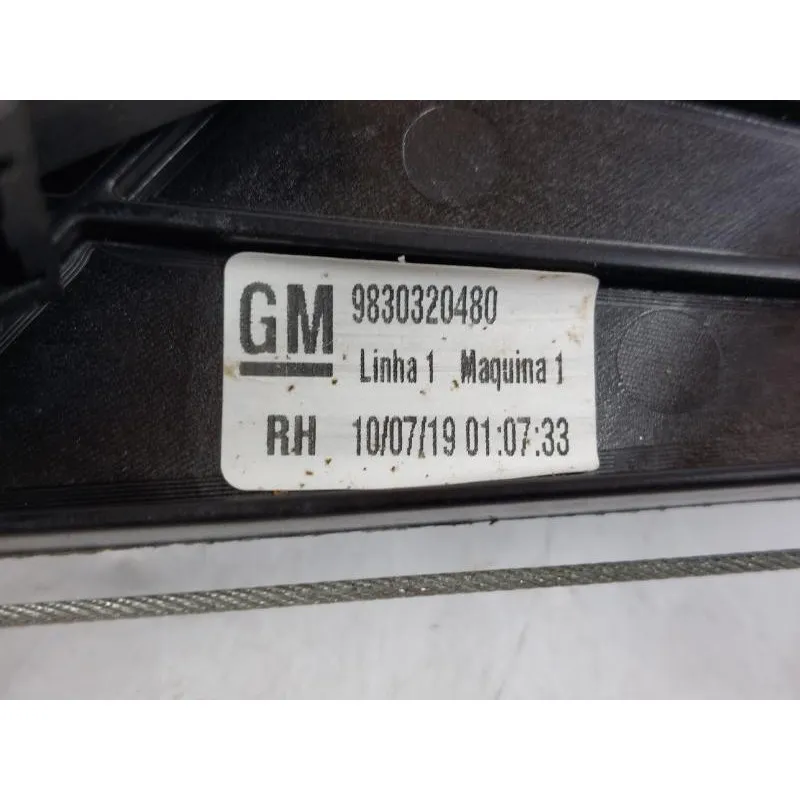 GM 9830320480
Linha 1 Maquina 1
RH 10/07/19 01:07:33